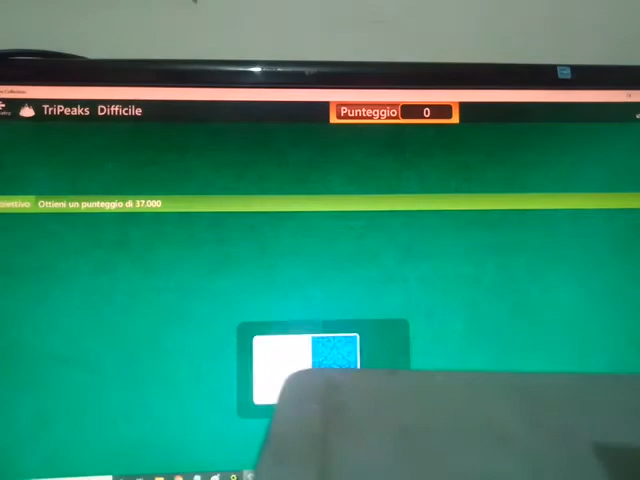 TriPeaks Difficile
Punteggio 0
Ottieni un punteggio di 37.000